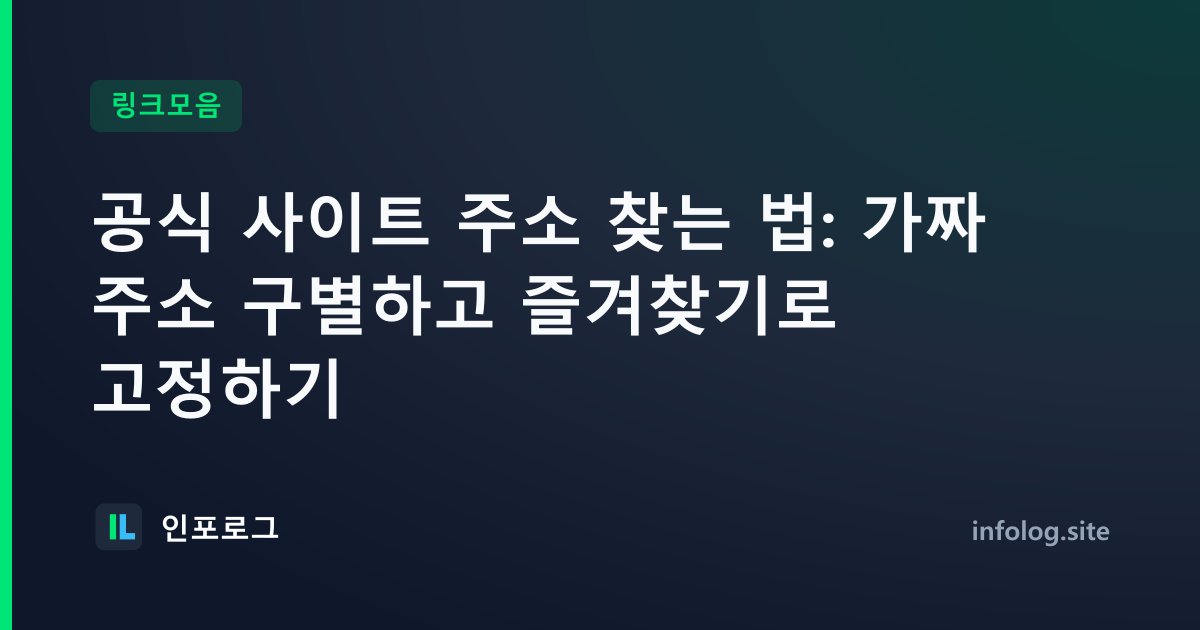 링크모음
공식 사이트 주소 찾는 법: 가짜
주소 구별하고 즐겨찾기로
고정하기
IL 인포로그
infolog.site